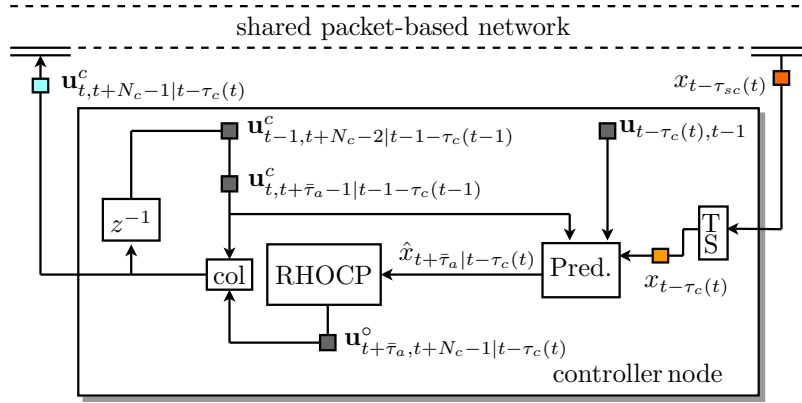 shared packet-based network
𝐮^c_{t,t+N_c−1|t−τ_c(t)}
x_{t−τ_{sc}(t)}
𝐮^c_{t−1,t+N_c−2|t−1−τ_c(t−1)}
𝐮_{t−τ_c(t),t−1}
𝐮^c_{t,t+τ̄_a−1|t−1−τ_c(t−1)}
z^{−1}
T
S
col
RHOCP
x̂_{t+τ̄_a|t−τ_c(t)}
Pred.
x_{t−τ_c(t)}
𝐮^∘_{t+τ̄_a,t+N_c−1|t−τ_c(t)}
controller node